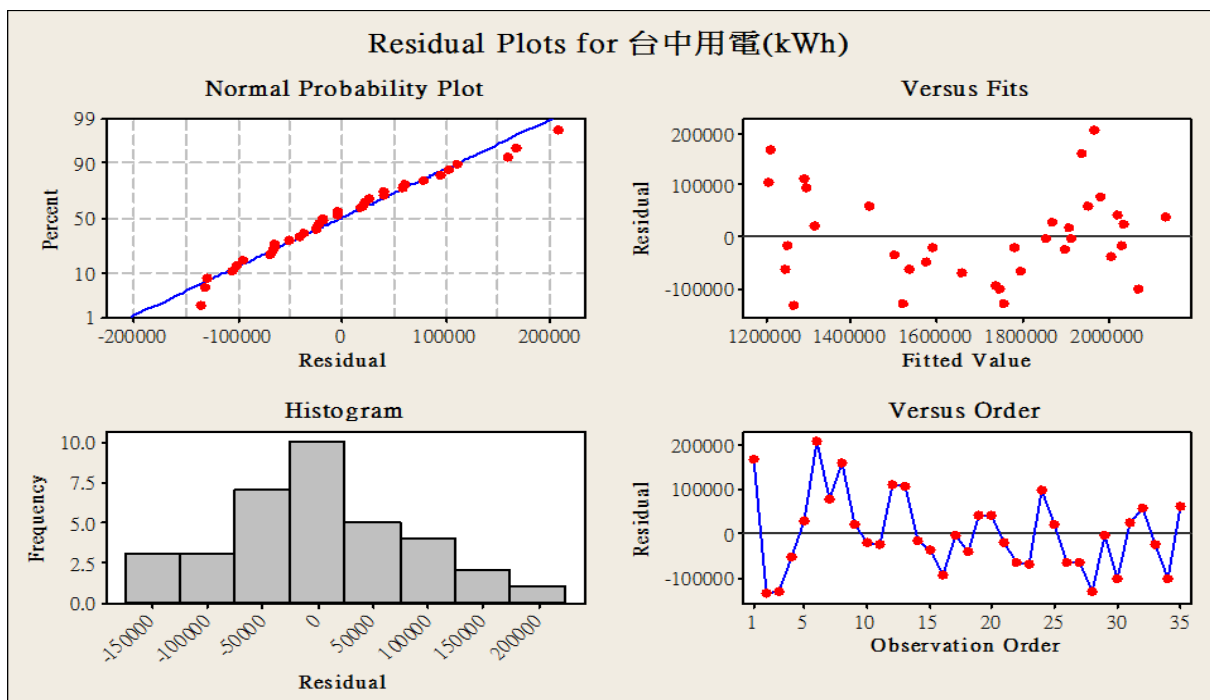 Residual Plots for 台中用電(kWh)
Normal Probability Plot
99
90
50
10
1
Percent
-200000 -100000 0 100000 200000
Residual
Versus Fits
200000
100000
0
-100000
Residual
1200000 1400000 1600000 1800000 2000000
Fitted Value
Histogram
10.0
7.5
5.0
2.5
0.0
Frequency
-150000 -100000 -50000 0 50000 100000 150000 200000
Residual
Versus Order
200000
100000
0
-100000
Residual
1 5 10 15 20 25 30 35
Observation Order